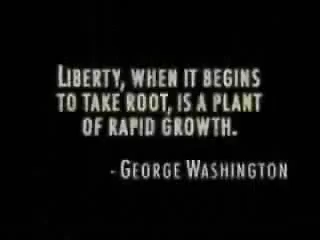 LIBERTY, WHEN IT BEGINS
TO TAKE ROOT, IS A PLANT
OF RAPID GROWTH.
- GEORGE WASHINGTON